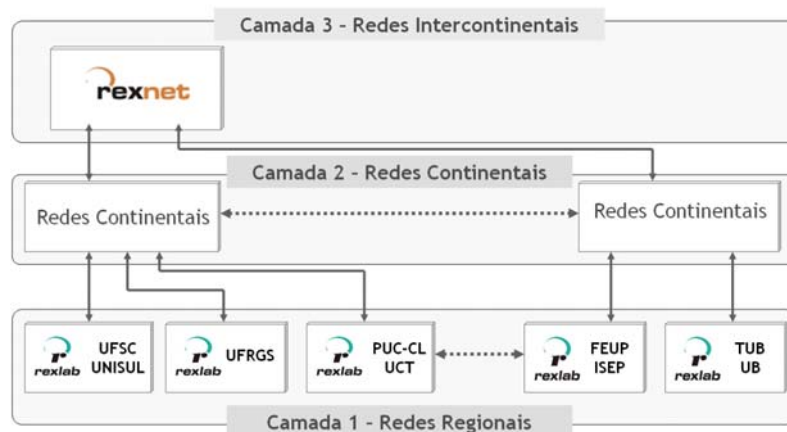 Camada 3 - Redes Intercontinentais
rexnet
Camada 2 - Redes Continentais
Redes Continentais
Redes Continentais
rexlab
UFSC
UNISUL
rexlab
UFRGS
rexlab
PUC-CL
UCT
rexlab
FEUP
ISEP
rexlab
TUB
UB
Camada 1 - Redes Regionais